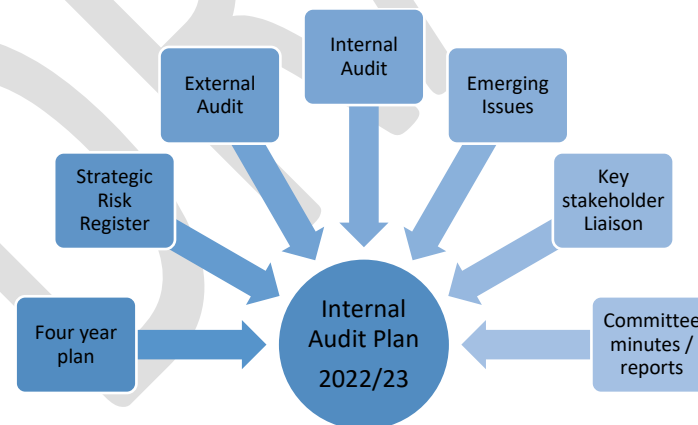 Internal
Audit
External
Audit
Emerging
Issues
Strategic
Risk
Register
Key
stakeholder
Liaison
Four year
plan
Internal
Audit Plan
2022/23
Committee
minutes /
reports